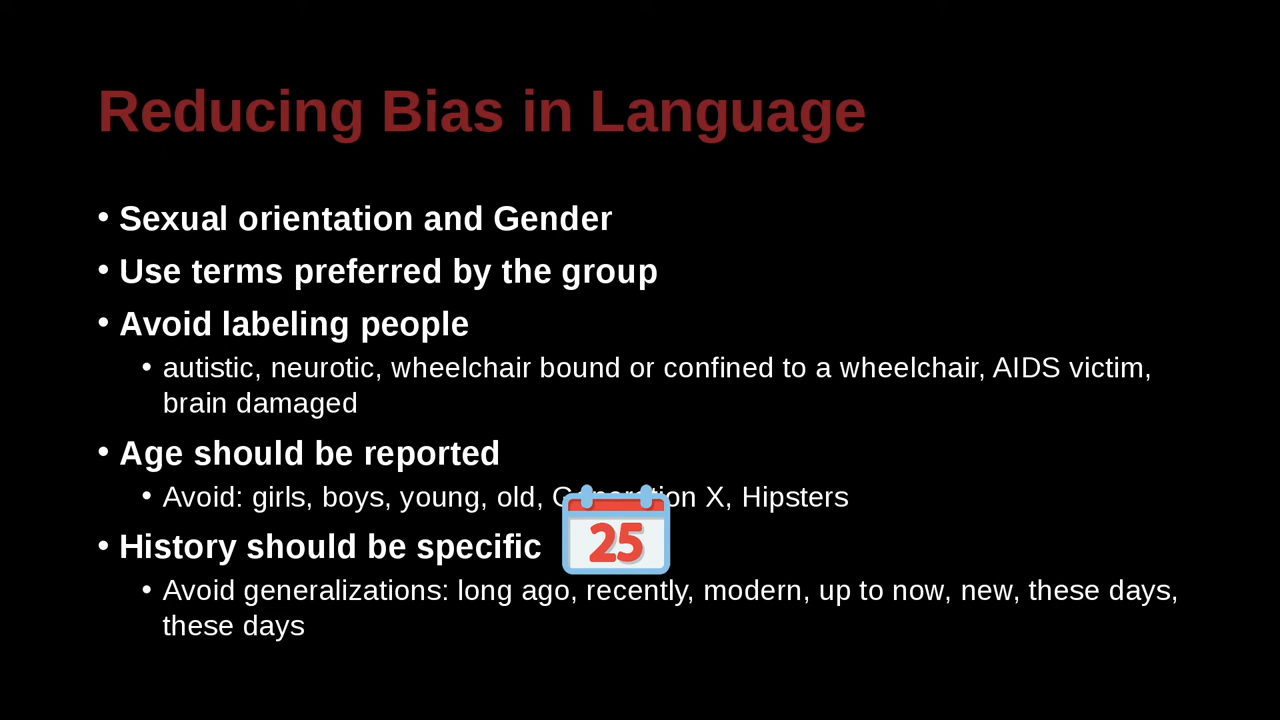 Reducing Bias in Language
• Sexual orientation and Gender
• Use terms preferred by the group
• Avoid labeling people
• autistic, neurotic, wheelchair bound or confined to a wheelchair, AIDS victim,
brain damaged
• Age should be reported
• Avoid: girls, boys, young, old, Generation X, Hipsters
• History should be specific
25
• Avoid generalizations: long ago, recently, modern, up to now, new, these days,
these days